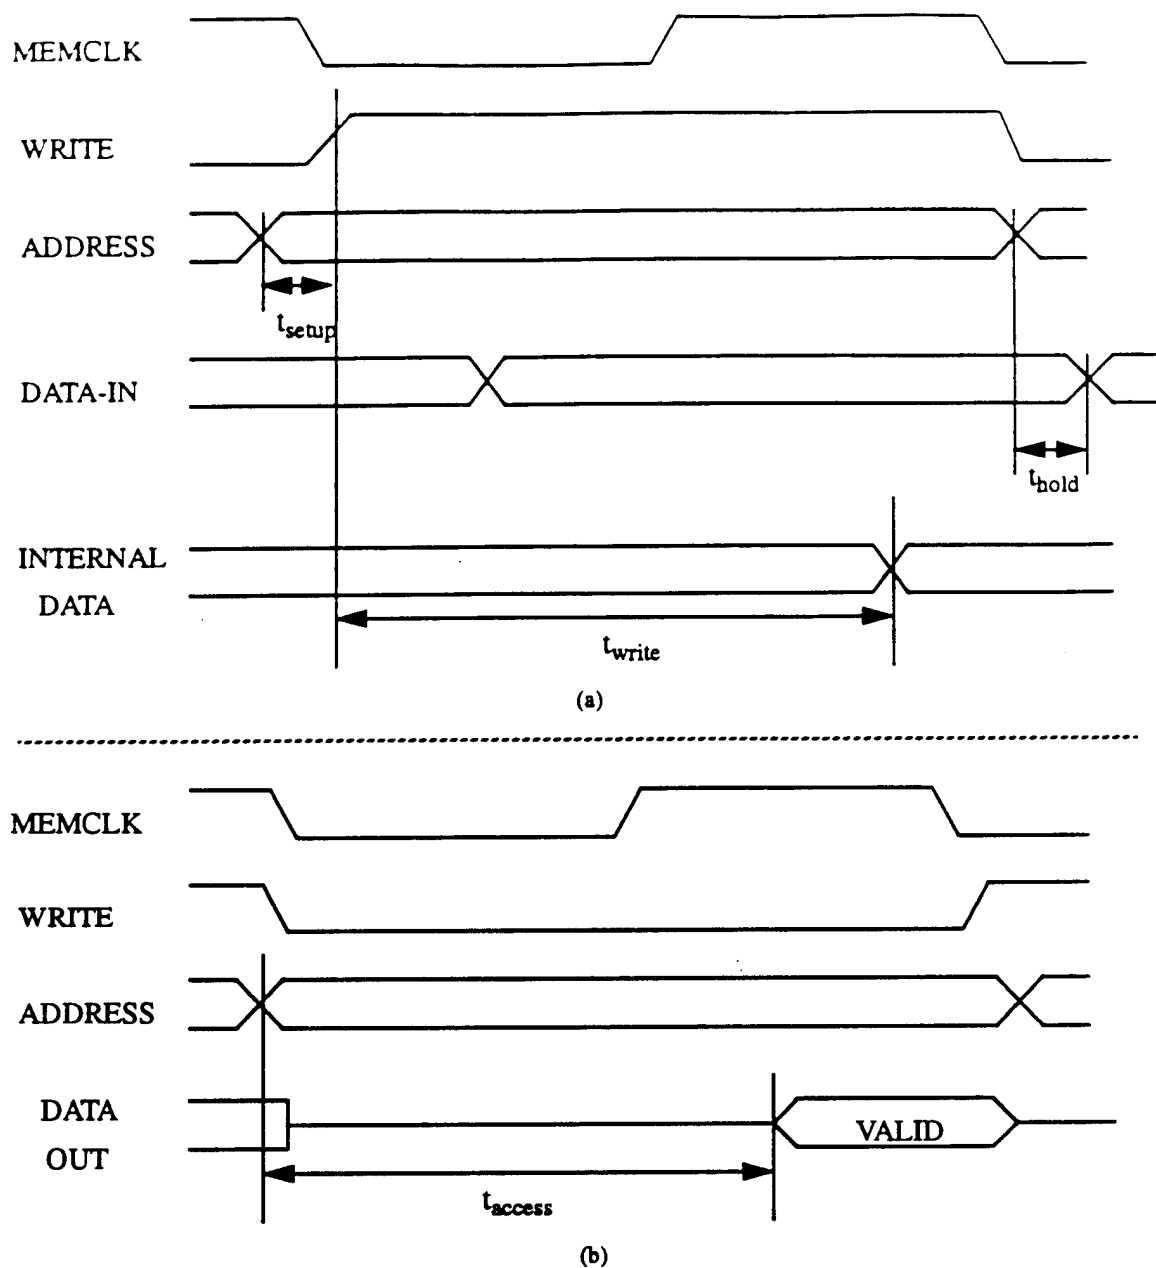 MEMCLK
WRITE
ADDRESS
tsetup
DATA-IN
thold
INTERNAL
DATA
twrite
(a)
MEMCLK
WRITE
ADDRESS
DATA
OUT
VALID
taccess
(b)